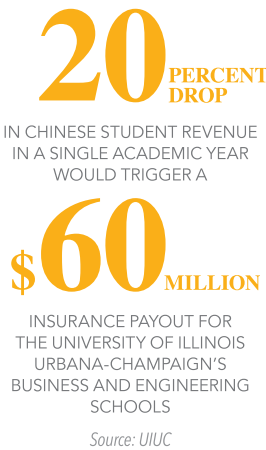 20 PERCENT DROP
IN CHINESE STUDENT REVENUE
IN A SINGLE ACADEMIC YEAR
WOULD TRIGGER A
$60 MILLION
INSURANCE PAYOUT FOR
THE UNIVERSITY OF ILLINOIS
URBANA-CHAMPAIGN'S
BUSINESS AND ENGINEERING
SCHOOLS
Source: UIUC